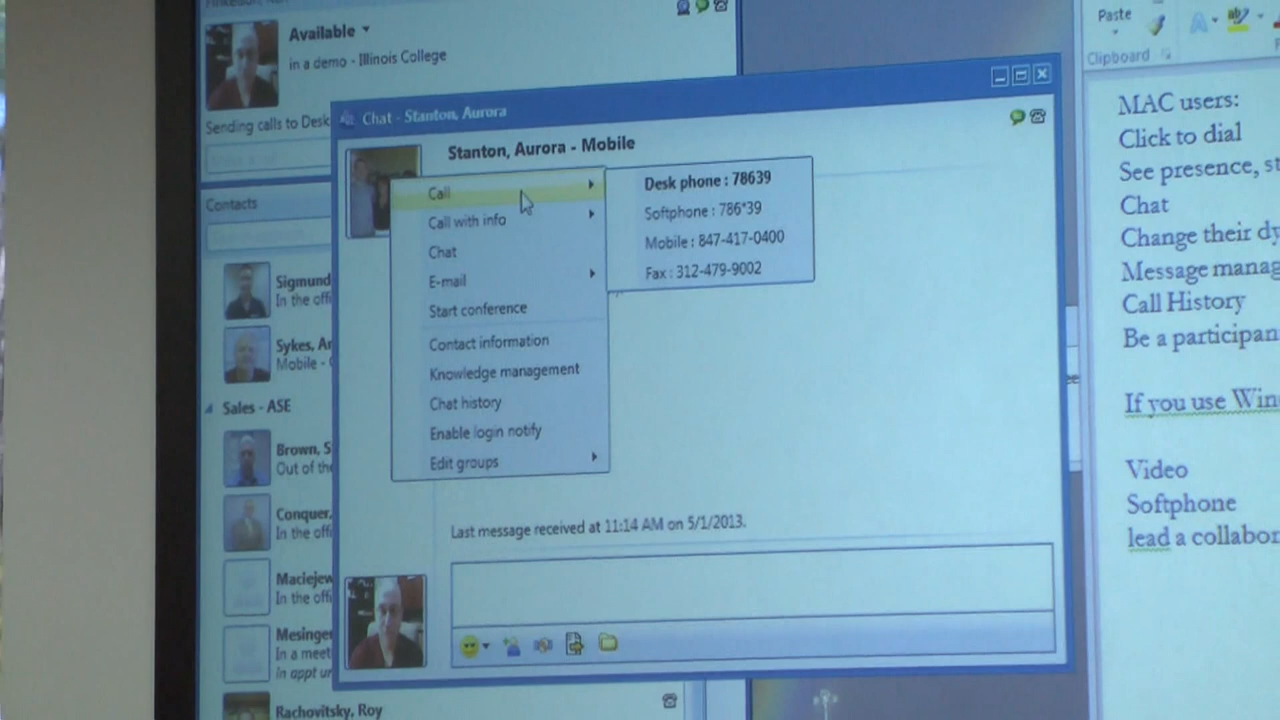 Available
in a demo - Illinois College
Sending calls to Desk
Contacts
Sigmund
In the offi
Sykes, Ar
Mobile -
Sales - ASE
Brown, S
Out of the
Conquer,
In the offi
Maciejew
In the offi
Mesinger
In a meet
in appt ur
Rachovitsky, Roy
Chat - Stanton, Aurora
Stanton, Aurora - Mobile
Call
Call with info
Chat
E-mail
Start conference
Contact information
Knowledge management
Chat history
Enable login notify
Edit groups
Desk phone : 78639
Softphone : 786*39
Mobile : 847-417-0400
Fax : 312-479-9002
Last message received at 11:14 AM on 5/1/2013.
Paste
Clipboard
MAC users:
Click to dial
See presence, st
Chat
Change their dy
Message manag
Call History
Be a participan
If you use Win
Video
Softphone
lead a collabor